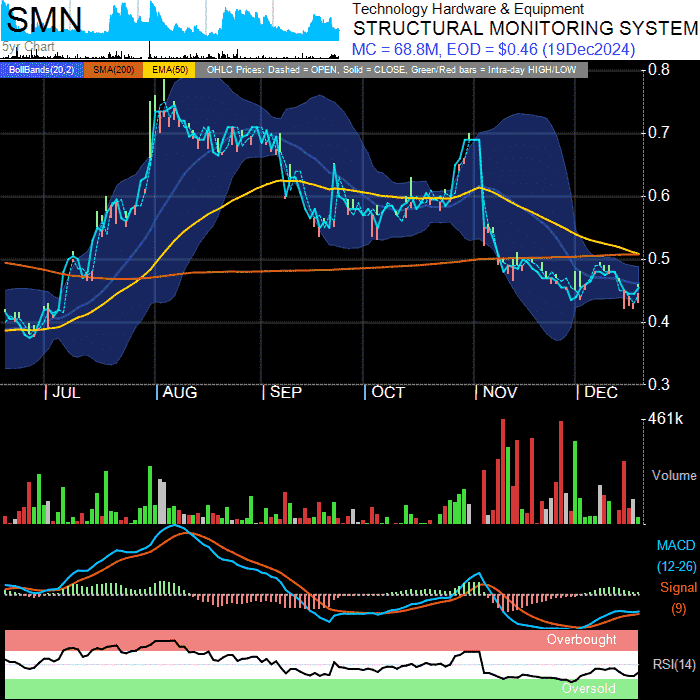 SMN
5yr Chart
Technology Hardware & Equipment
STRUCTURAL MONITORING SYSTEM
MC = 68.8M, EOD = $0.46 (19Dec2024)
BollBands(20,2) SMA(200) EMA(50) OHLC Prices: Dashed = OPEN, Solid = CLOSE, Green/Red bars = Intra-day HIGH/LOW
0.8
0.7
0.6
0.5
0.4
0.3
| JUL | AUG | SEP | OCT | NOV | DEC
461k
Volume
MACD
(12-26)
Signal
(9)
Overbought
RSI(14)
Oversold